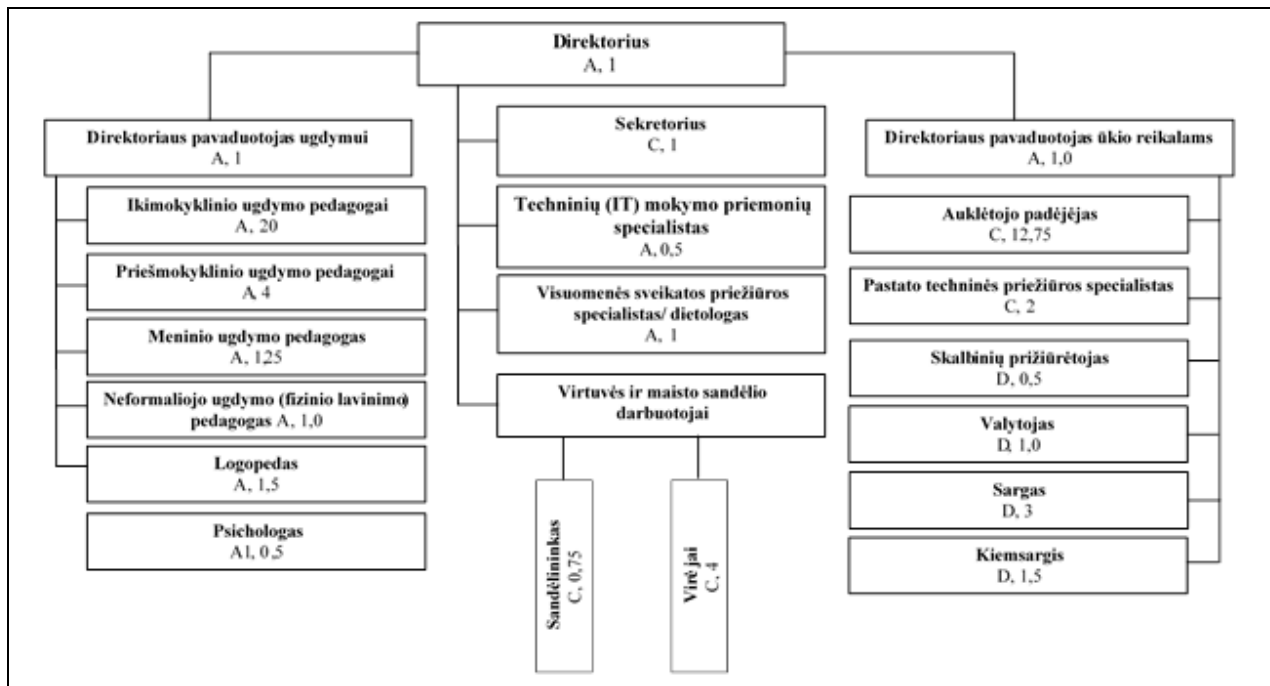 Direktorius
A, 1
Direktoriaus pavaduotojas ugdymui
A, 1
Ikimokyklinio ugdymo pedagogai
A, 20
Priešmokyklinio ugdymo pedagogai
A, 4
Meninio ugdymo pedagogas
A, 1,25
Neformaliojo ugdymo (fizinio lavinimo)
pedagogas A, 1,0
Logopedas
A, 1,5
Psichologas
A1, 0,5
Sekretorius
C, 1
Techninių (IT) mokymo priemonių
specialistas
A, 0,5
Visuomenės sveikatos priežiūros
specialistas/ dietologas
A, 1
Virtuvės ir maisto sandėlio
darbuotojai
Sandėlininkas
C, 0,75
Virėjai
C, 4
Direktoriaus pavaduotojas ūkio reikalams
A, 1,0
Auklėtojo padėjėjas
C, 12,75
Pastato techninės priežiūros specialistas
C, 2
Skalbinių prižiūrėtojas
D, 0,5
Valytojas
D, 1,0
Sargas
D, 3
Kiemsargis
D, 1,5